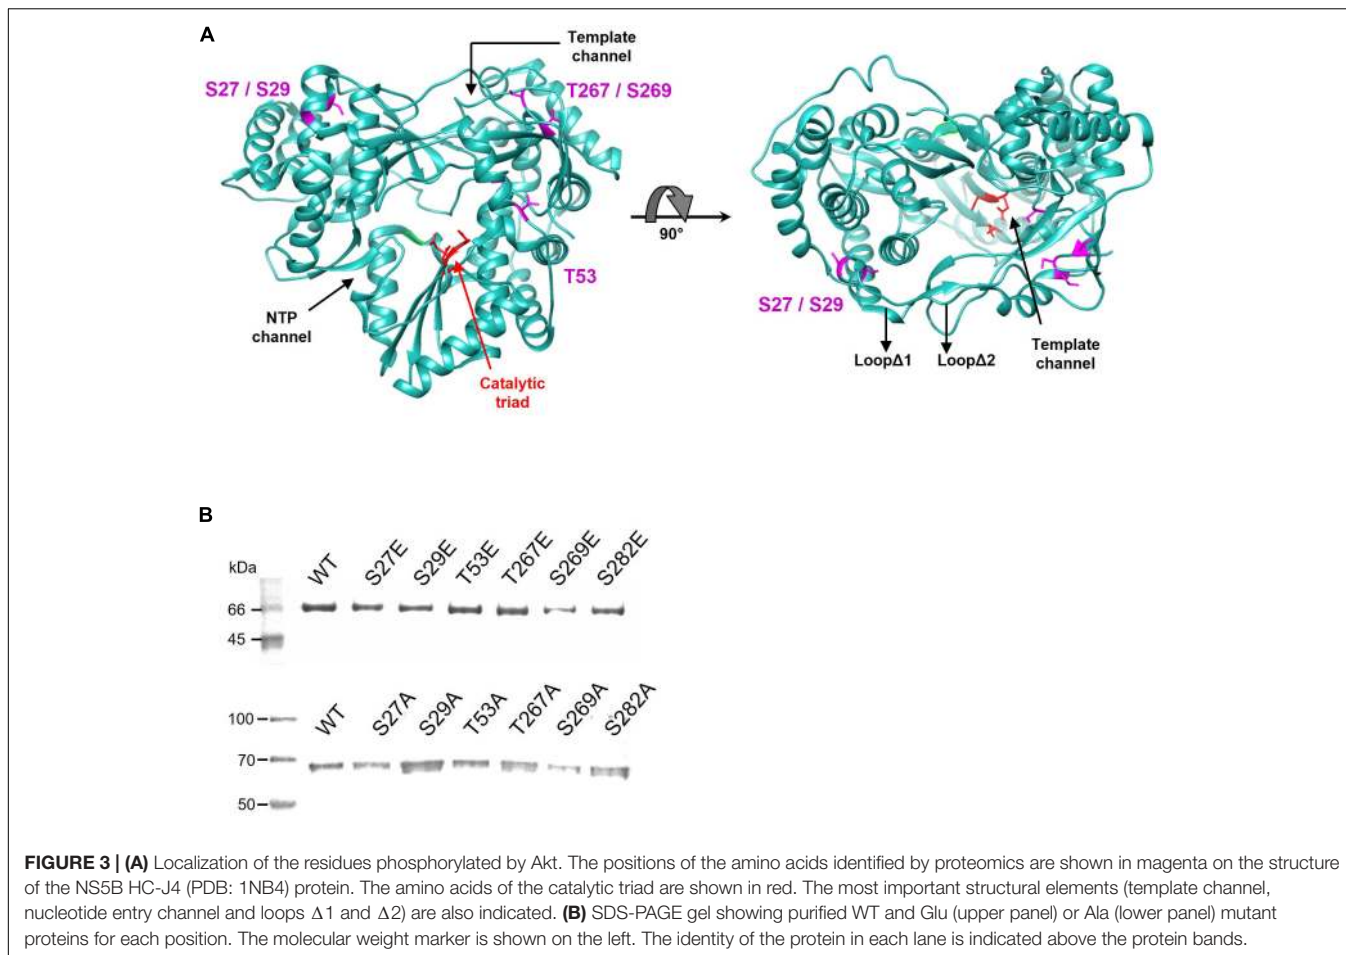 A
Template
channel
S27 / S29
T267 / S269
90°
T53
NTP
channel
Catalytic
triad
S27 / S29
LoopΔ1
LoopΔ2
Template
channel
B
kDa
WT
S27E
S29E
T53E
T267E
S269E
S282E
66
45
WT
S27A
S29A
T53A
T267A
S269A
S282A
100
70
50
FIGURE 3 | (A) Localization of the residues phosphorylated by Akt. The positions of the amino acids identified by proteomics are shown in magenta on the structure
of the NS5B HC-J4 (PDB: 1NB4) protein. The amino acids of the catalytic triad are shown in red. The most important structural elements (template channel,
nucleotide entry channel and loops Δ1 and Δ2) are also indicated. (B) SDS-PAGE gel showing purified WT and Glu (upper panel) or Ala (lower panel) mutant
proteins for each position. The molecular weight marker is shown on the left. The identity of the protein in each lane is indicated above the protein bands.